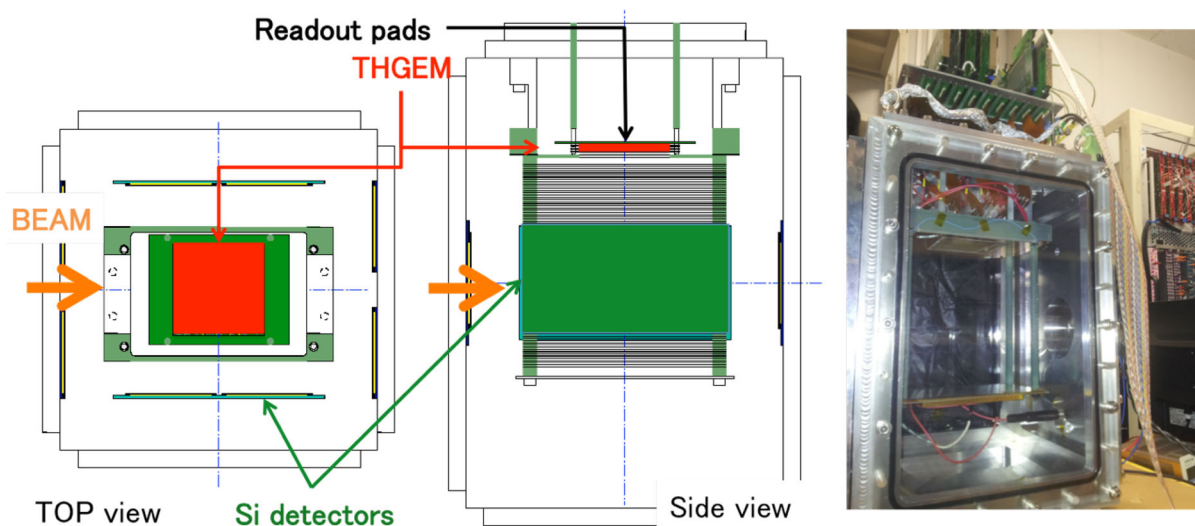 Readout pads
THGEM
BEAM
TOP view
Si detectors
Side view